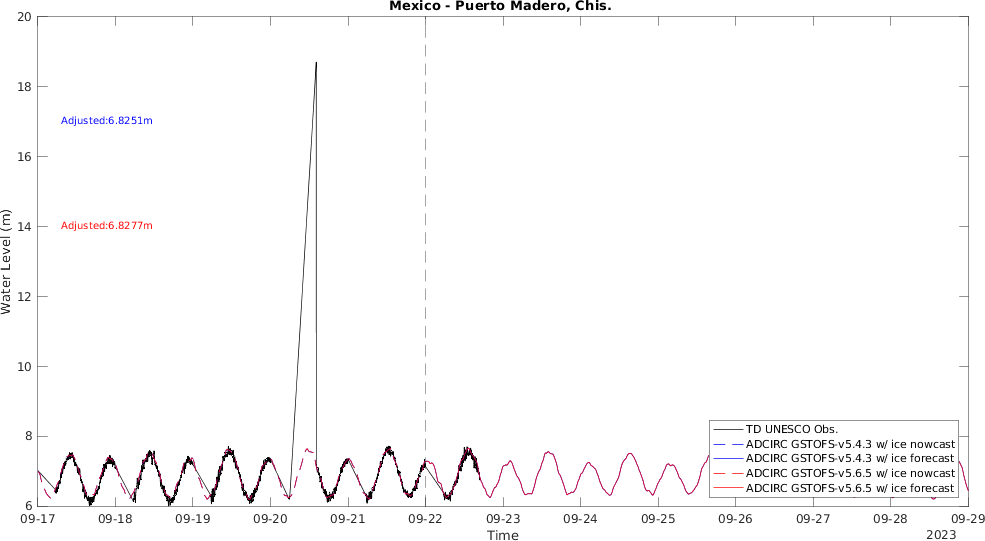 Mexico - Puerto Madero, Chis.
20
18
16
14
12
10
8
6
Water Level (m)
Adjusted:6.8251m
Adjusted:6.8277m
TD UNESCO Obs.
ADCIRC GSTOFS-v5.4.3 w/ ice nowcast
ADCIRC GSTOFS-v5.4.3 w/ ice forecast
ADCIRC GSTOFS-v5.6.5 w/ ice nowcast
ADCIRC GSTOFS-v5.6.5 w/ ice forecast
09-17 09-18 09-19 09-20 09-21 09-22 09-23 09-24 09-25 09-26 09-27 09-28 09-29
Time
2023